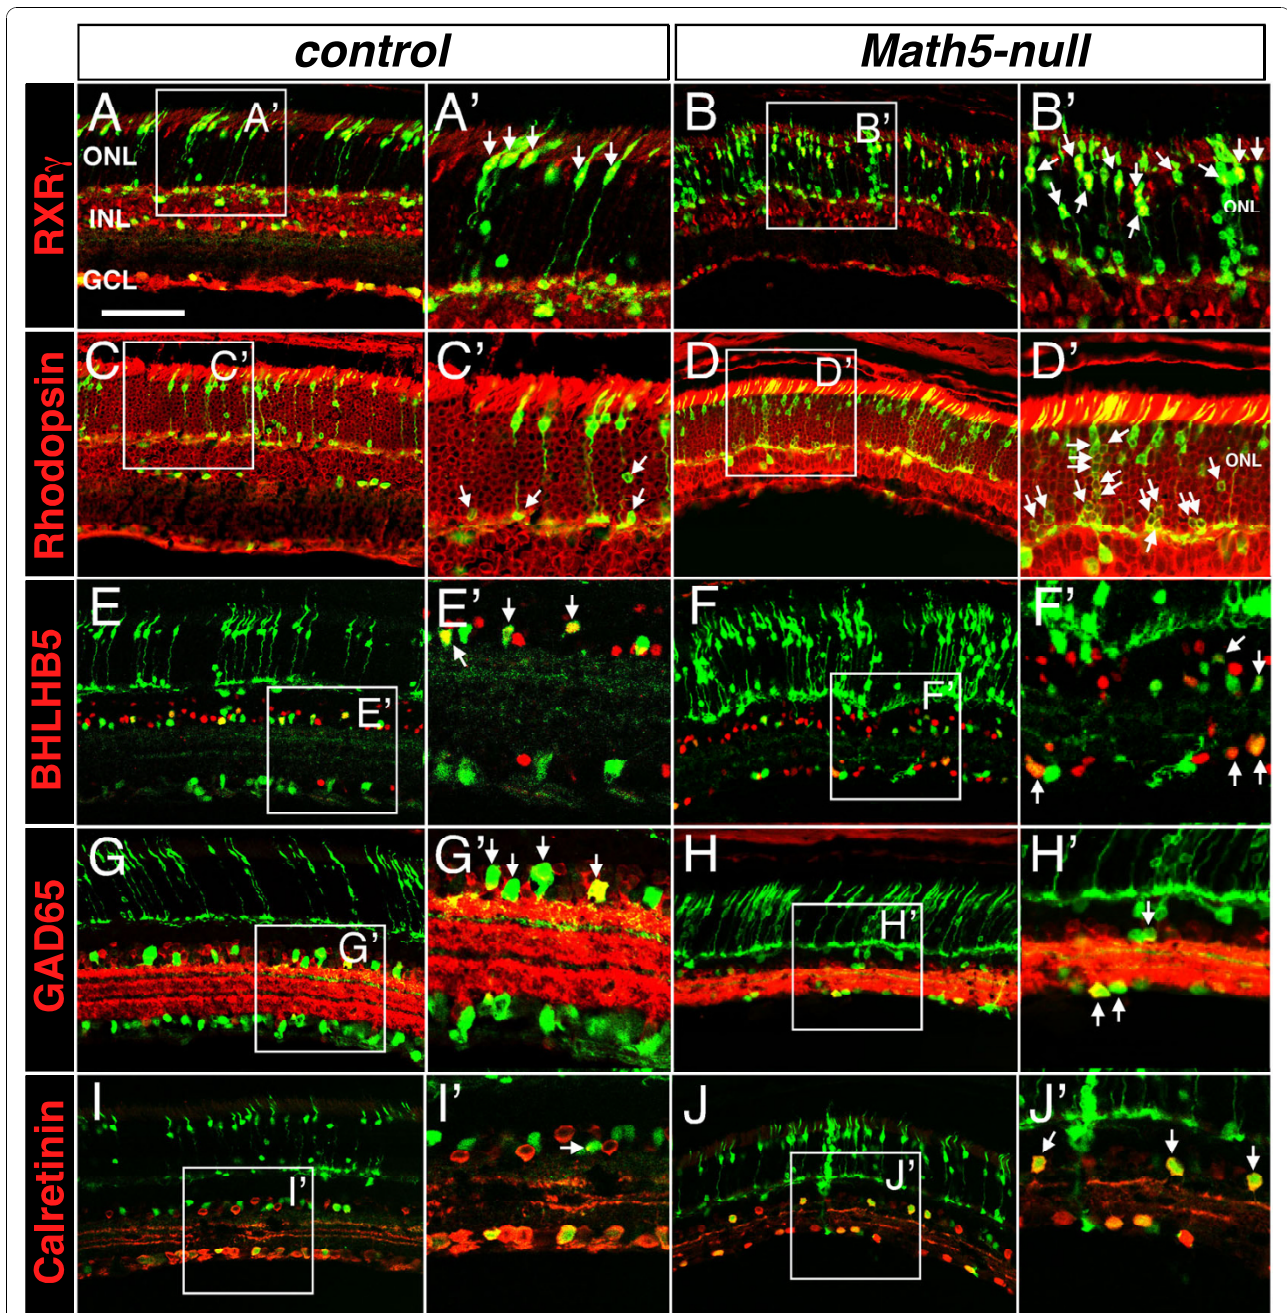 control Math5-null
RXRγ
A A' A' B B' B'
ONL
INL
GCL
ONL
Rhodopsin
C C' C' D D' D'
ONL
BHLHB5
E E' E' F F' F'
GAD65
G G' G' H H' H'
Calretinin
I I' I' J J' J'